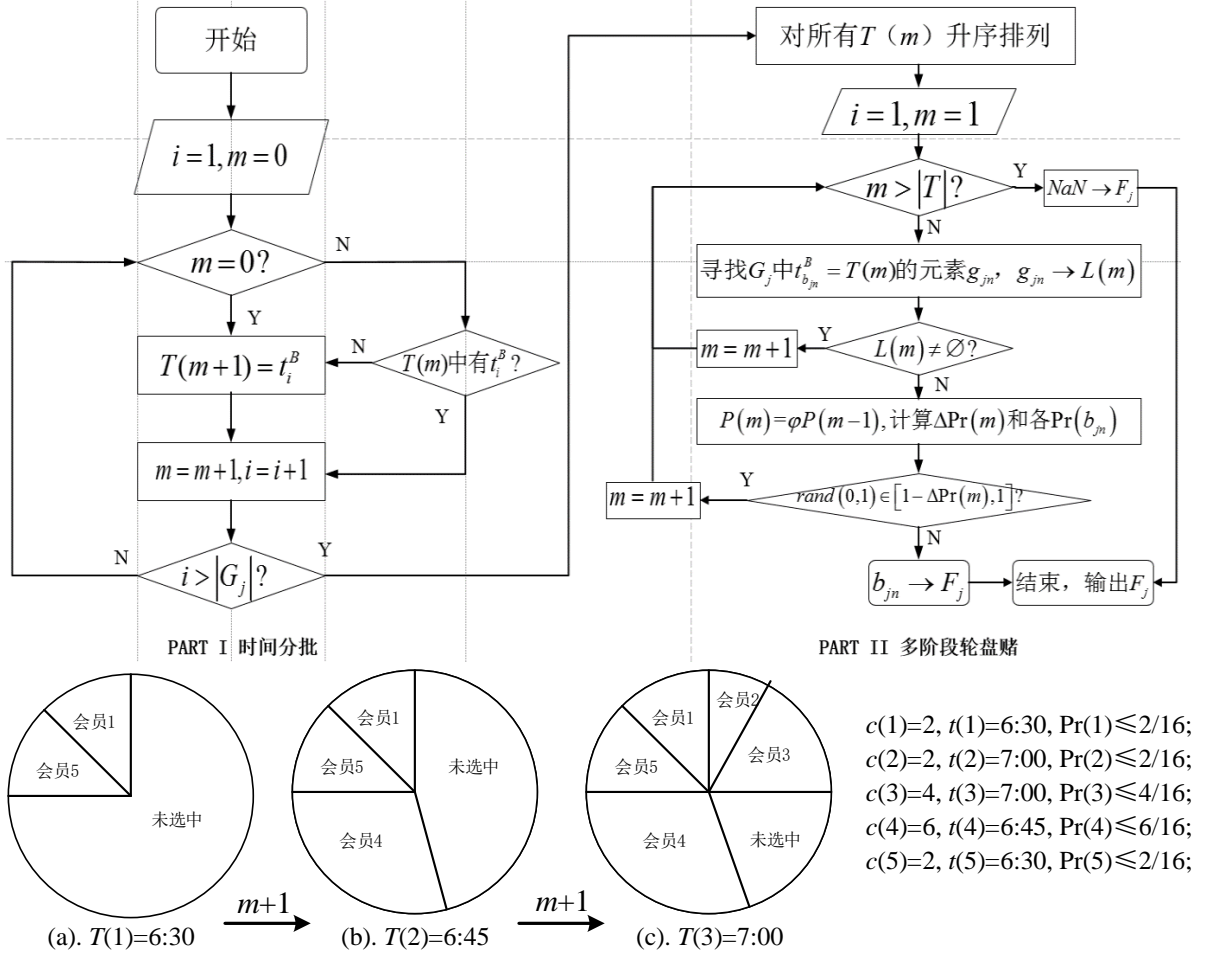 开始
i=1,m=0
m=0?
N
Y
T(m+1)=t_i^B
N
T(m)中有t_i^B?
Y
m=m+1,i=i+1
N
i>|G_j|?
Y
PART I 时间分批
对所有T（m）升序排列
i=1,m=1
m>|T|?
Y
NaN→F_j
N
寻找G_j中t_{b_{jn}}^B=T(m)的元素g_{jn}，g_{jn}→L(m)
m=m+1
Y
L(m)≠∅?
N
P(m)=φP(m−1),计算ΔPr(m)和各Pr(b_{jn})
m=m+1
Y
rand(0,1)∈[1−ΔPr(m),1]?
N
b_{jn}→F_j
结束，输出F_j
PART II 多阶段轮盘赌
会员1
会员5
未选中
(a). T(1)=6:30
m+1
会员1
会员5
未选中
会员4
(b). T(2)=6:45
m+1
会员1
会员2
会员5
会员3
会员4
未选中
(c). T(3)=7:00
c(1)=2, t(1)=6:30, Pr(1)≤2/16;
c(2)=2, t(2)=7:00, Pr(2)≤2/16;
c(3)=4, t(3)=7:00, Pr(3)≤4/16;
c(4)=6, t(4)=6:45, Pr(4)≤6/16;
c(5)=2, t(5)=6:30, Pr(5)≤2/16;